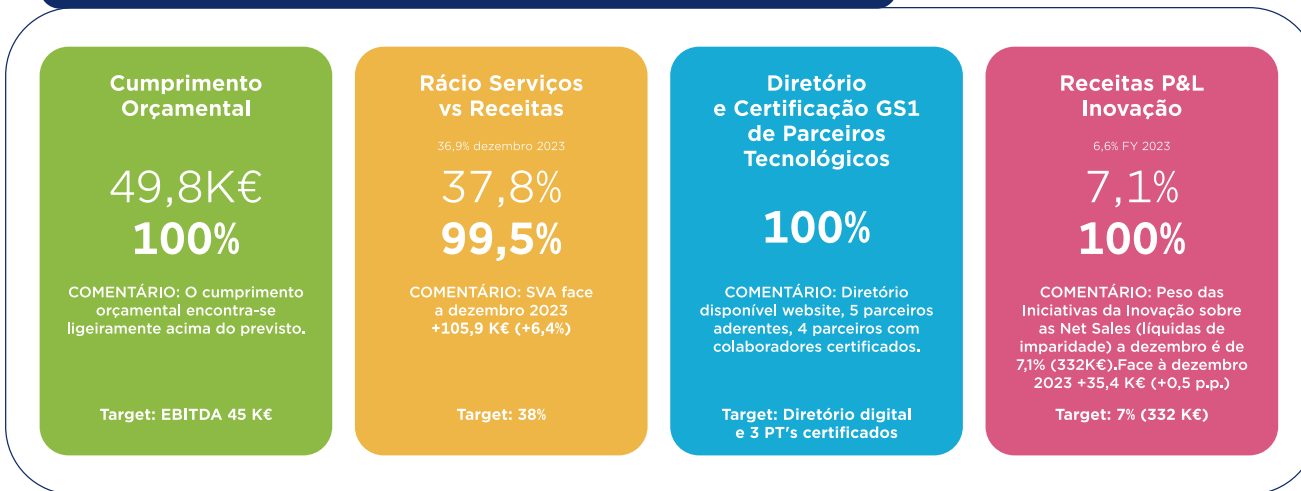 Cumprimento
Orçamental
49,8K€
100%
COMENTÁRIO: O cumprimento
orçamental encontra-se
ligeiramente acima do previsto.
Target: EBITDA 45 K€
Rácio Serviços
vs Receitas
36,9% dezembro 2023
37,8%
99,5%
COMENTÁRIO: SVA face
a dezembro 2023
+105,9 K€ (+6,4%)
Target: 38%
Diretório
e Certificação GS1
de Parceiros
Tecnológicos
100%
COMENTÁRIO: Diretório
disponível website, 5 parceiros
aderentes, 4 parceiros com
colaboradores certificados.
Target: Diretório digital
e 3 PT's certificados
Receitas P&L
Inovação
6,6% FY 2023
7,1%
100%
COMENTÁRIO: Peso das
Iniciativas da Inovação sobre
as Net Sales (líquidas de
imparidade) a dezembro é de
7,1% (332K€).Face à dezembro
2023 +35,4 K€ (+0,5 p.p.)
Target: 7% (332 K€)